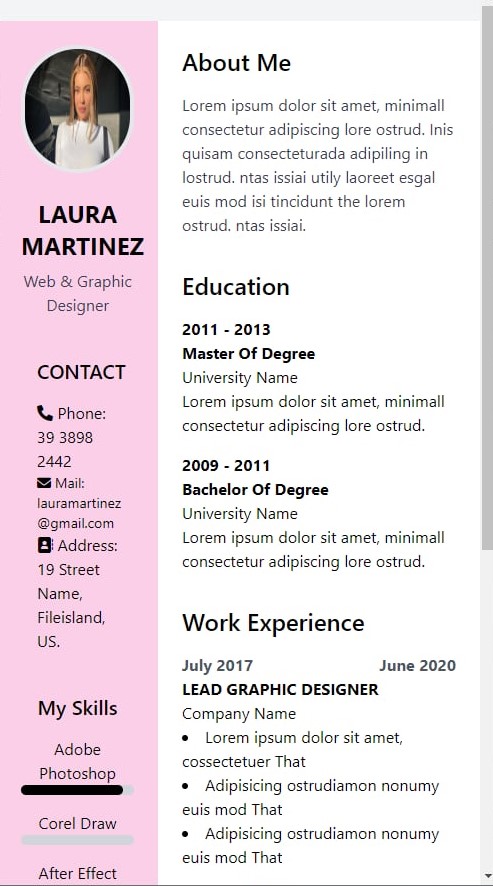 LAURA
MARTINEZ
Web & Graphic
Designer
CONTACT
Phone:
39 3898
2442
Mail:
lauramartinez
@gmail.com
Address:
19 Street
Name,
Fileisland,
US.
My Skills
Adobe
Photoshop
Corel Draw
After Effect
About Me
Lorem ipsum dolor sit amet, minimall
consectetur adipiscing lore ostrud. Inis
quisam consecteturada adipiling in
lostrud. ntas issiai utily laoreet esgal
euis mod isi tincidunt the lorem
ostrud. ntas issiai.
Education
2011 - 2013
Master Of Degree
University Name
Lorem ipsum dolor sit amet, minimall
consectetur adipiscing lore ostrud.
2009 - 2011
Bachelor Of Degree
University Name
Lorem ipsum dolor sit amet, minimall
consectetur adipiscing lore ostrud.
Work Experience
July 2017 June 2020
LEAD GRAPHIC DESIGNER
Company Name
• Lorem ipsum dolor sit amet,
cossectetuer That
• Adipisicing ostrudiamon nonumy
euis mod That
• Adipisicing ostrudiamon nonumy
euis mod That